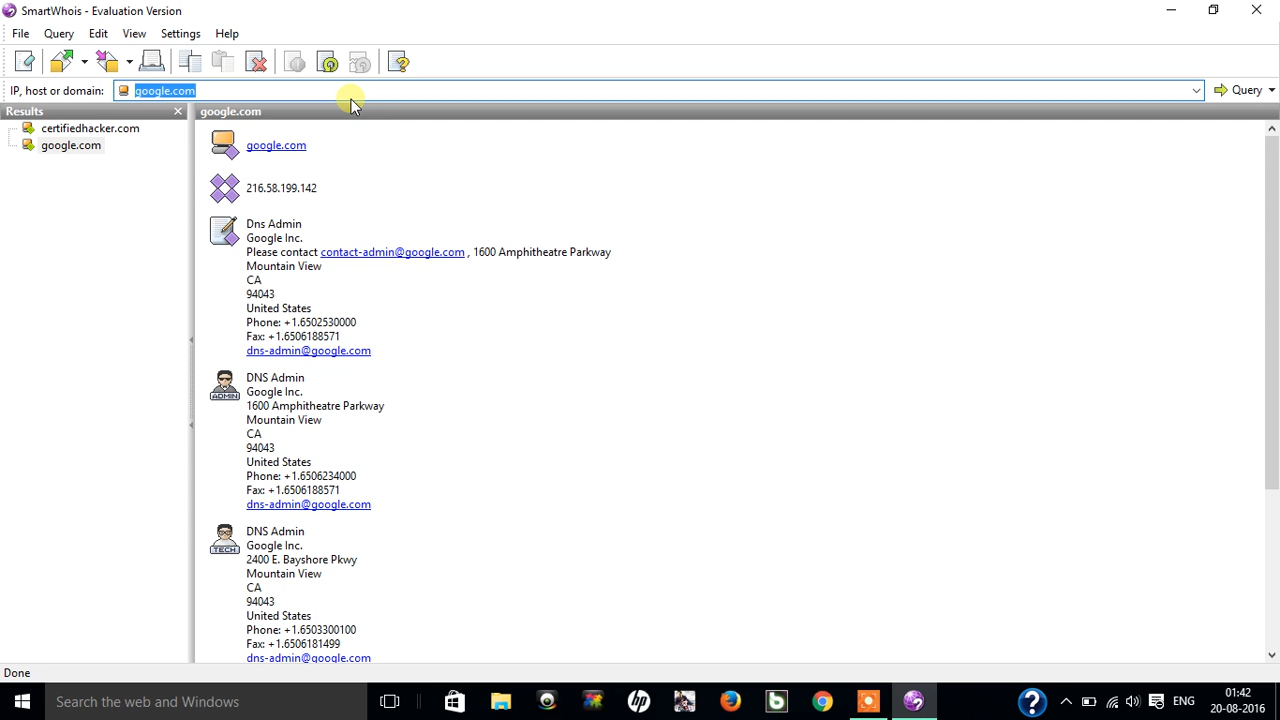 SmartWhois - Evaluation Version
File Query Edit View Settings Help
IP, host or domain: google.com Query
Results
google.com
certifiedhacker.com
google.com
google.com
216.58.199.142
Dns Admin
Google Inc.
Please contact contact-admin@google.com , 1600 Amphitheatre Parkway
Mountain View
CA
94043
United States
Phone: +1.6502530000
Fax: +1.6506188571
dns-admin@google.com
ADMIN
DNS Admin
Google Inc.
1600 Amphitheatre Parkway
Mountain View
CA
94043
United States
Phone: +1.6506234000
Fax: +1.6506188571
dns-admin@google.com
TECH
DNS Admin
Google Inc.
2400 E. Bayshore Pkwy
Mountain View
CA
94043
United States
Phone: +1.6503300100
Fax: +1.6506181499
dns-admin@google.com
Done
Search the web and Windows
hp
b
?
ENG
01:42
20-08-2016